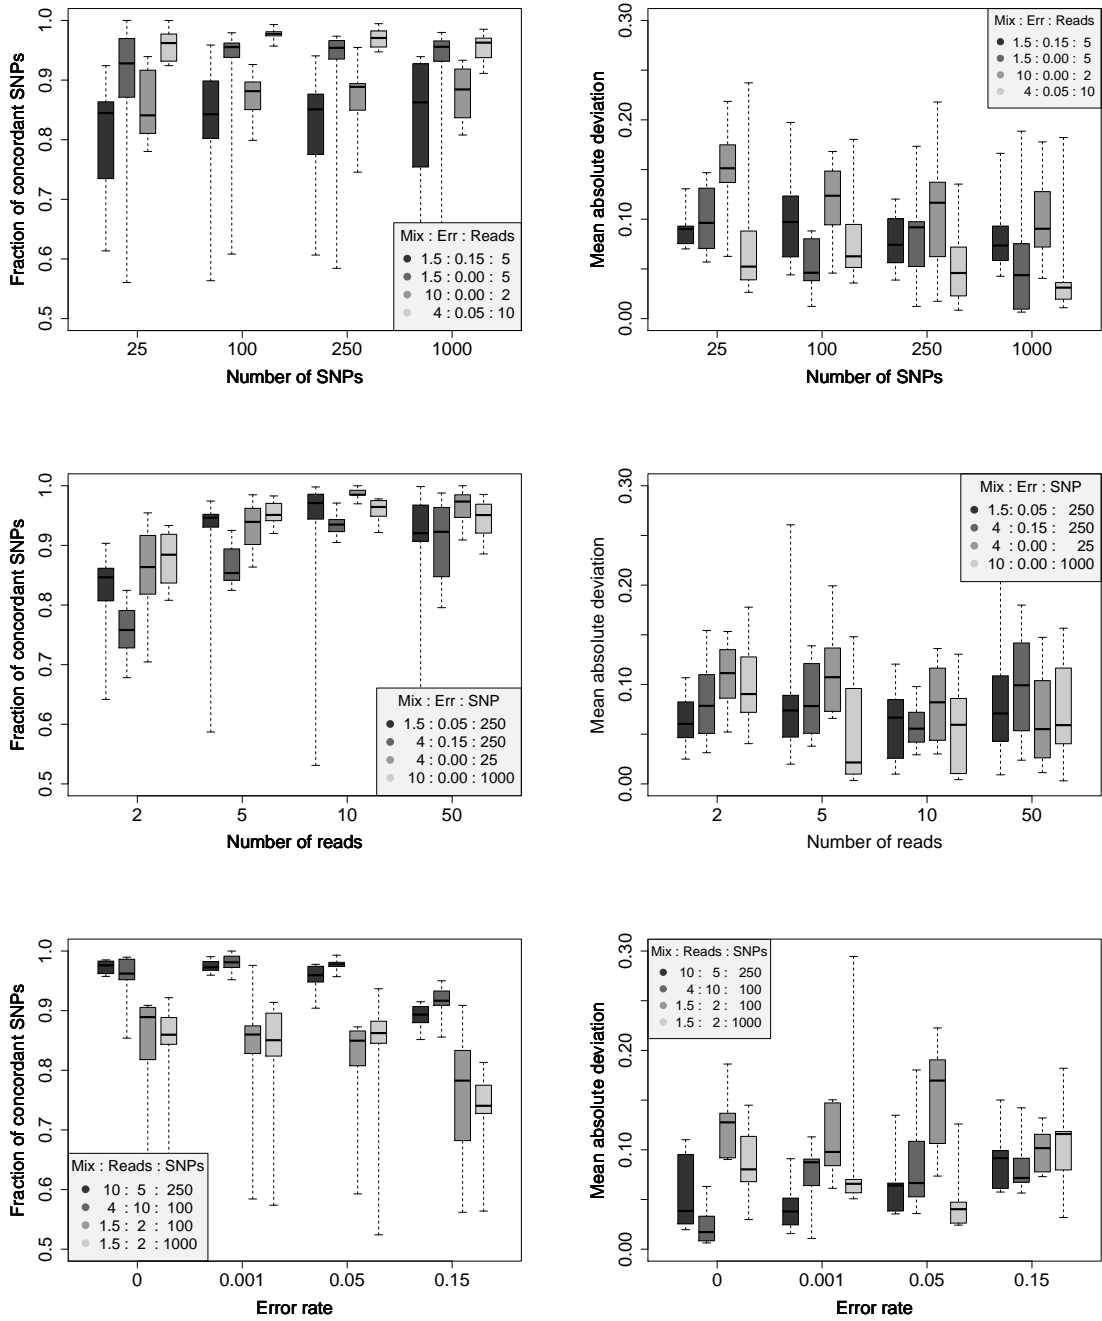 Fraction of concordant SNPs
1.0
0.9
0.8
0.7
0.6
0.5
Mix : Err : Reads
1.5 : 0.15 : 5
1.5 : 0.00 : 5
10 : 0.00 : 2
4 : 0.05 : 10
25 100 250 1000
Number of SNPs
Mean absolute deviation
0.30
0.20
0.10
0.00
Mix : Err : Reads
1.5 : 0.15 : 5
1.5 : 0.00 : 5
10 : 0.00 : 2
4 : 0.05 : 10
25 100 250 1000
Number of SNPs
Fraction of concordant SNPs
1.0
0.9
0.8
0.7
0.6
0.5
Mix : Err : SNP
1.5 : 0.05 : 250
4 : 0.15 : 250
4 : 0.00 : 25
10 : 0.00 : 1000
2 5 10 50
Number of reads
Mean absolute deviation
0.30
0.20
0.10
0.00
Mix : Err : SNP
1.5: 0.05 : 250
4 : 0.15 : 250
4 : 0.00 : 25
10 : 0.00 : 1000
2 5 10 50
Number of reads
Fraction of concordant SNPs
1.0
0.9
0.8
0.7
0.6
0.5
Mix : Reads : SNPs
10 : 5 : 250
4 : 10 : 100
1.5 : 2 : 100
1.5 : 2 : 1000
0 0.001 0.05 0.15
Error rate
Mean absolute deviation
0.30
0.20
0.10
0.00
Mix : Reads : SNPs
10 : 5 : 250
4 : 10 : 100
1.5 : 2 : 100
1.5 : 2 : 1000
0 0.001 0.05 0.15
Error rate